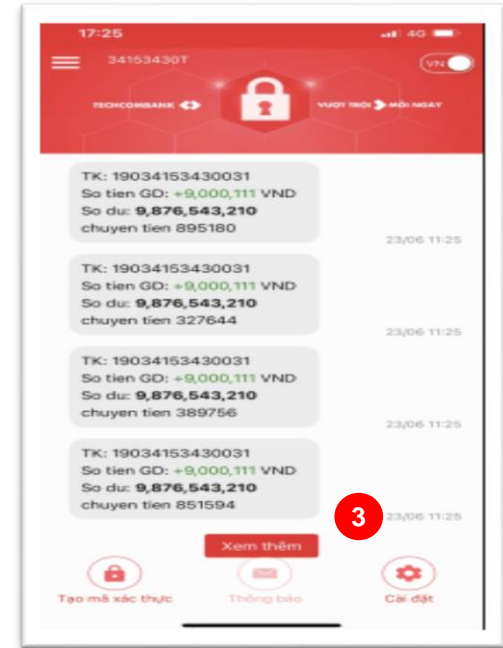 17:25
4G
34153430T
VN
TECHCOMBANK
VƯỢT TRỘI MỖI NGÀY
TK: 19034153430031
So tien GD: +9,000,111 VND
So du: 9,876,543,210
chuyen tien 895180
23/06 11:25
TK: 19034153430031
So tien GD: +9,000,111 VND
So du: 9,876,543,210
chuyen tien 327644
23/06 11:25
TK: 19034153430031
So tien GD: +9,000,111 VND
So du: 9,876,543,210
chuyen tien 389756
23/06 11:25
TK: 19034153430031
So tien GD: +9,000,111 VND
So du: 9,876,543,210
chuyen tien 851594
3
23/06 11:25
Xem thêm
Tạo mã xác thực
Thông báo
Cài đặt